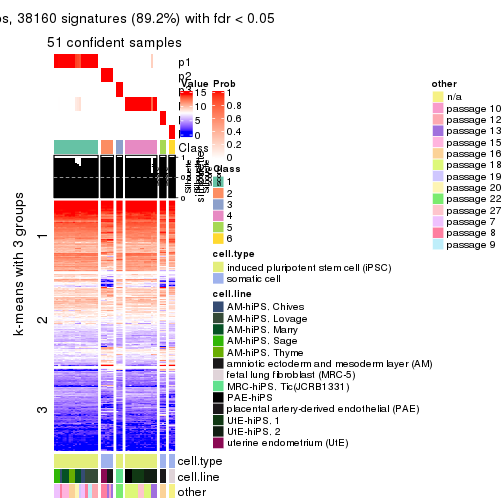 s, 38160 signatures (89.2%) with fdr < 0.05
51 confident samples
p1
p2
Value
15
10
5
0
Prob
1
0.8
0.6
0.4
0.2
0
Class
1
0.5
0
Silhouette
Class
1
2
3
4
5
6
k-means with 3 groups
1
2
3
cell.type
induced pluripotent stem cell (iPSC)
somatic cell
cell.line
AM-hiPS. Chives
AM-hiPS. Lovage
AM-hiPS. Marry
AM-hiPS. Sage
AM-hiPS. Thyme
amniotic ectoderm and mesoderm layer (AM)
fetal lung fibroblast (MRC-5)
MRC-hiPS. Tic(JCRB1331)
PAE-hiPS
placental artery-derived endothelial (PAE)
UtE-hiPS. 1
UtE-hiPS. 2
uterine endometrium (UtE)
cell.type
cell.line
other
other
n/a
passage 10
passage 12
passage 13
passage 15
passage 16
passage 18
passage 19
passage 20
passage 22
passage 27
passage 7
passage 8
passage 9